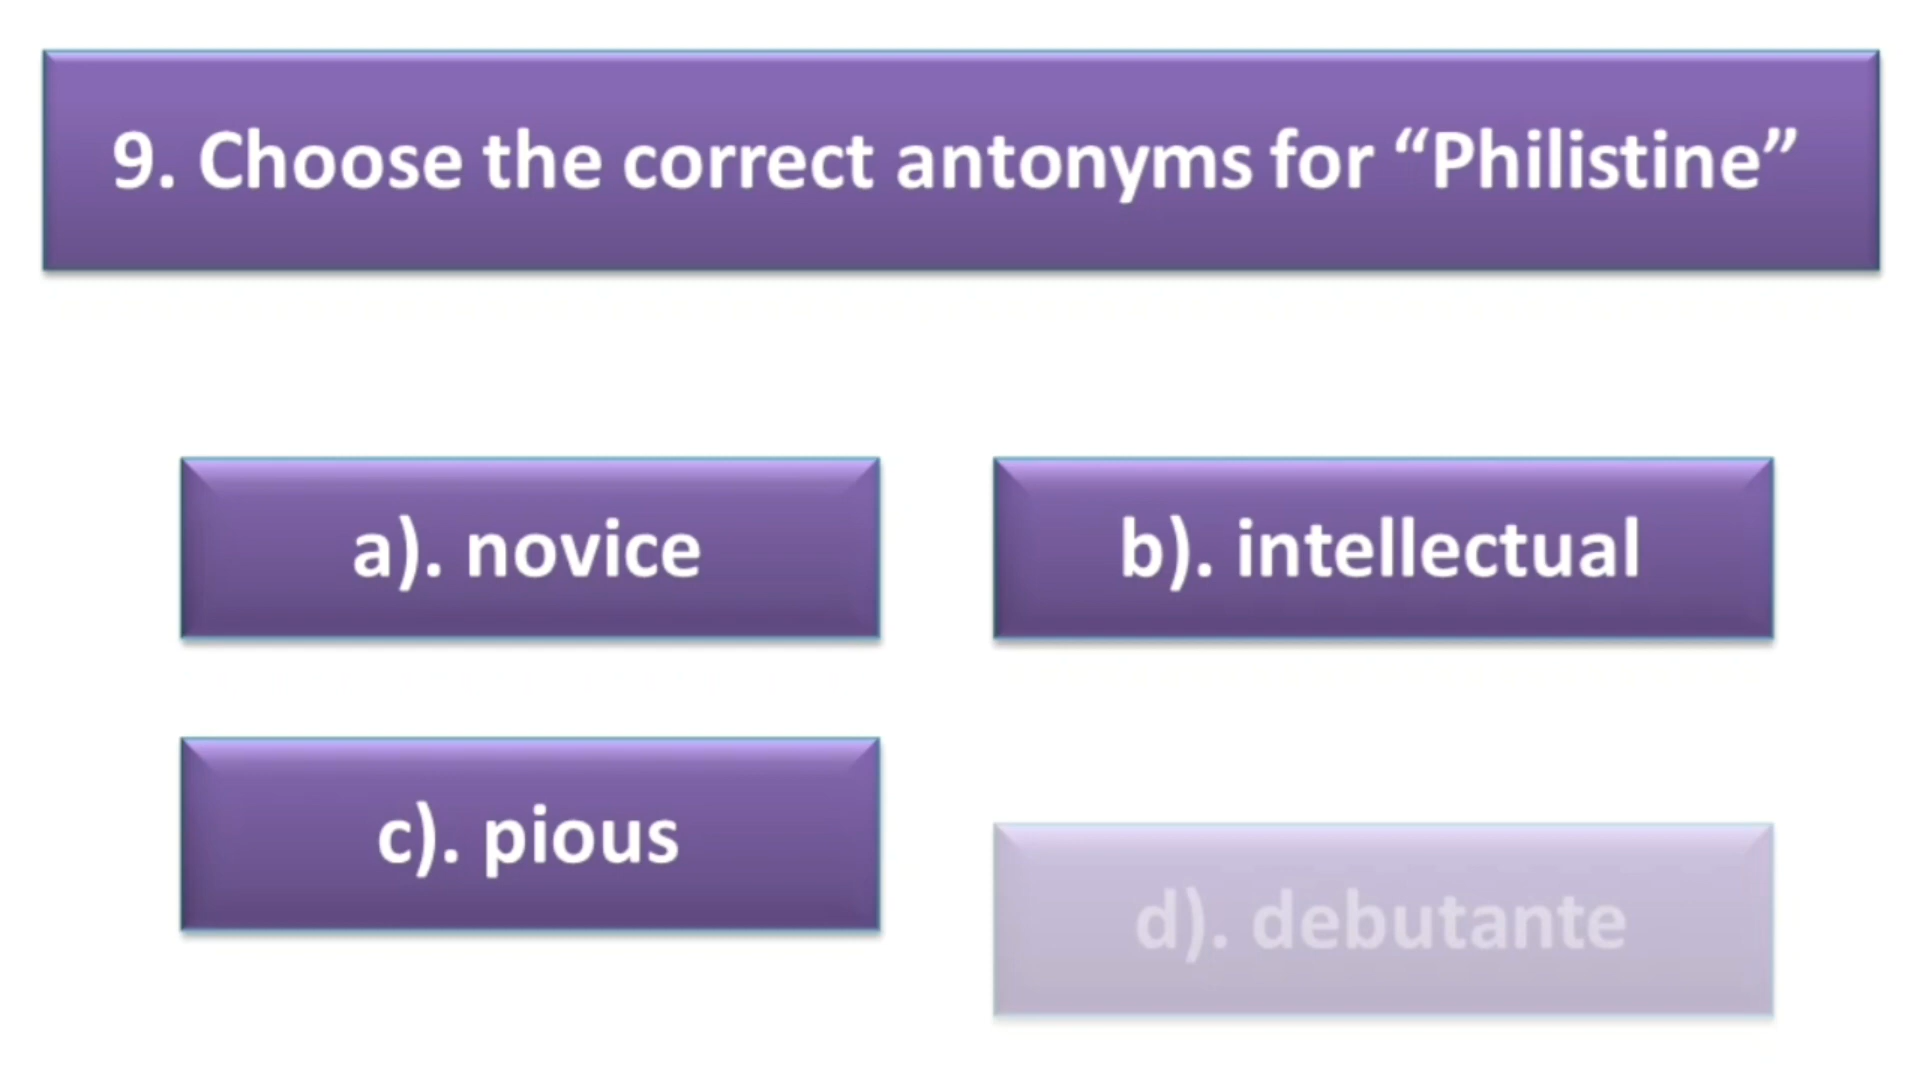 9. Choose the correct antonyms for “Philistine”
a). novice
b). intellectual
c). pious
d). debutante